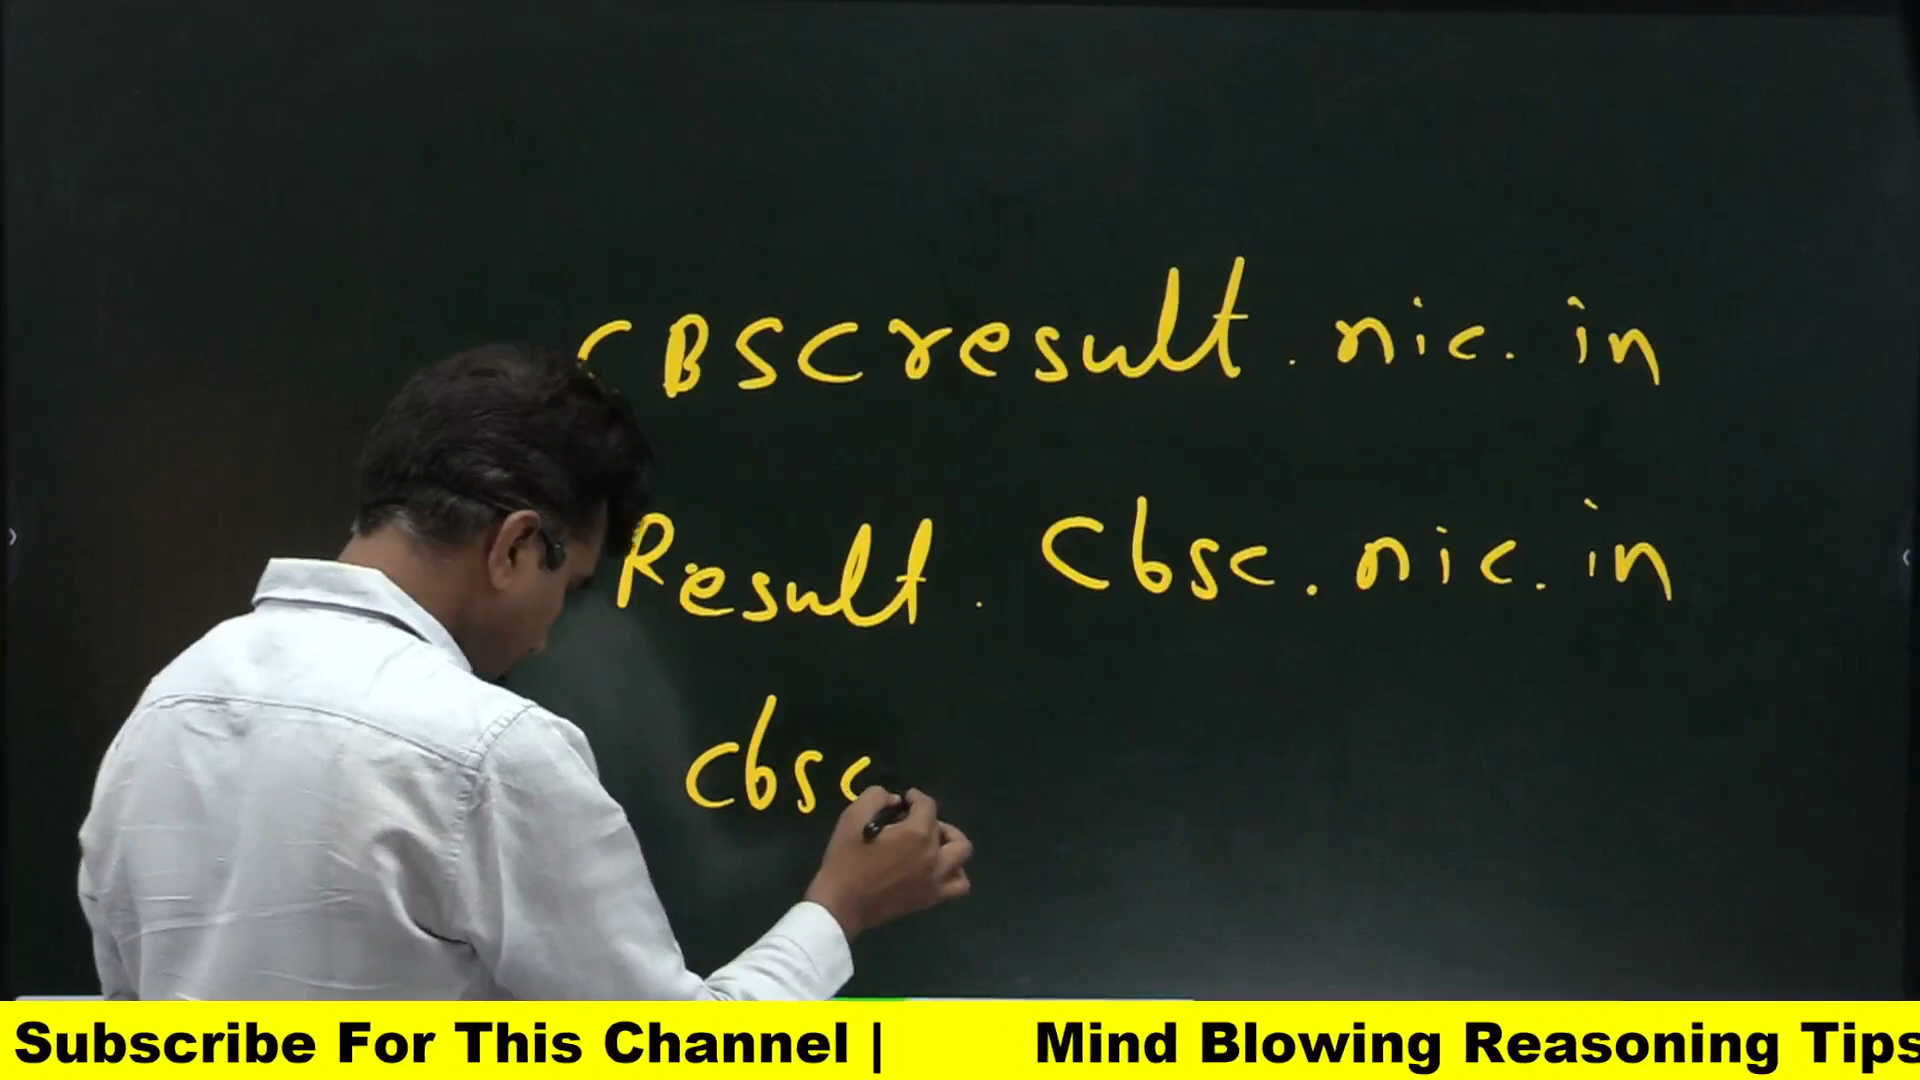 CBSCresult.nic.in
Result.Cbsc.nic.in
cbsc
Subscribe For This Channel | Mind Blowing Reasoning Tips